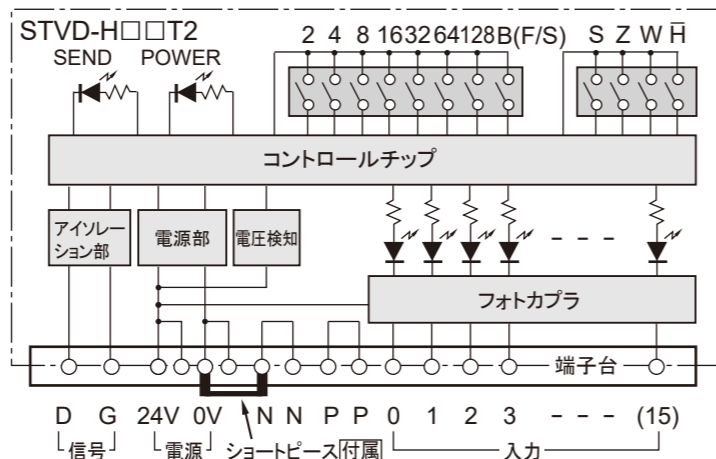 STVD-H□□T2
SEND POWER
2 4 8 16 32 64 128 B(F/S) S Z W H̅
コントロールチップ
アイソレー
ション部
電源部
電圧検知
フォトカプラ
端子台
D G 24V 0V N N P P 0 1 2 3 - - - (15)
信号 電源 ショートピース付属 入力